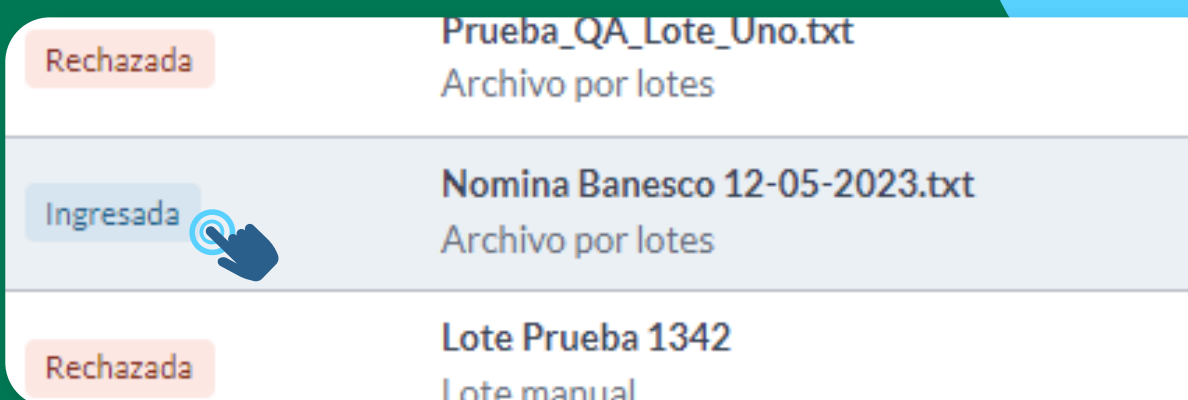 Rechazada
Prueba_QA_Lote_Uno.txt
Archivo por lotes
Ingresada
Nomina Banesco 12-05-2023.txt
Archivo por lotes
Rechazada
Lote Prueba 1342
Lote manual